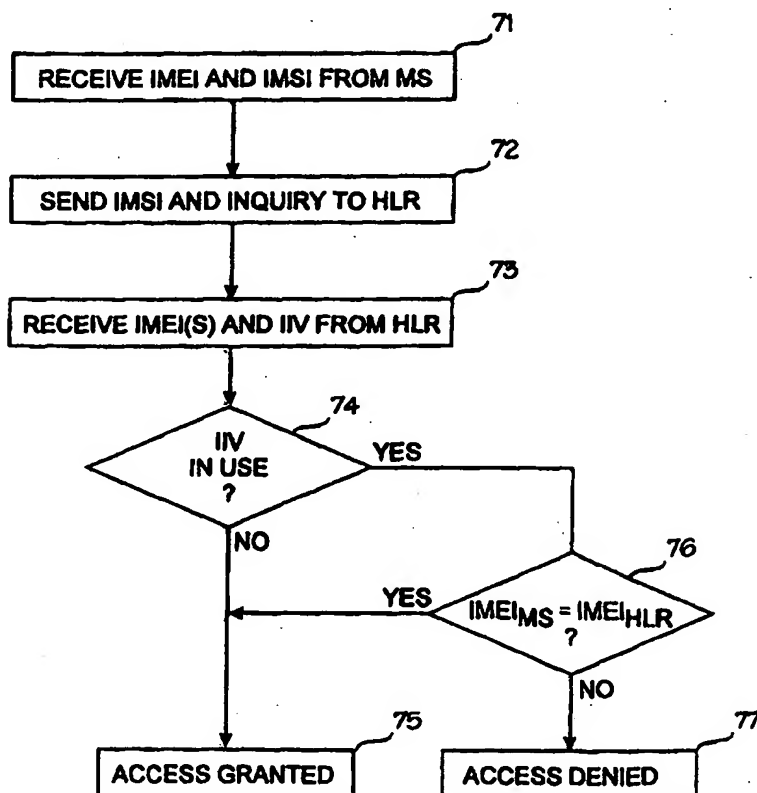 71
RECEIVE IMEI AND IMSI FROM MS
72
SEND IMSI AND INQUIRY TO HLR
73
RECEIVE IMEI(S) AND IIV FROM HLR
74
IIV
IN USE
?
YES
NO
76
IMEIMS = IMEIHLR
?
YES
NO
75
ACCESS GRANTED
77
ACCESS DENIED